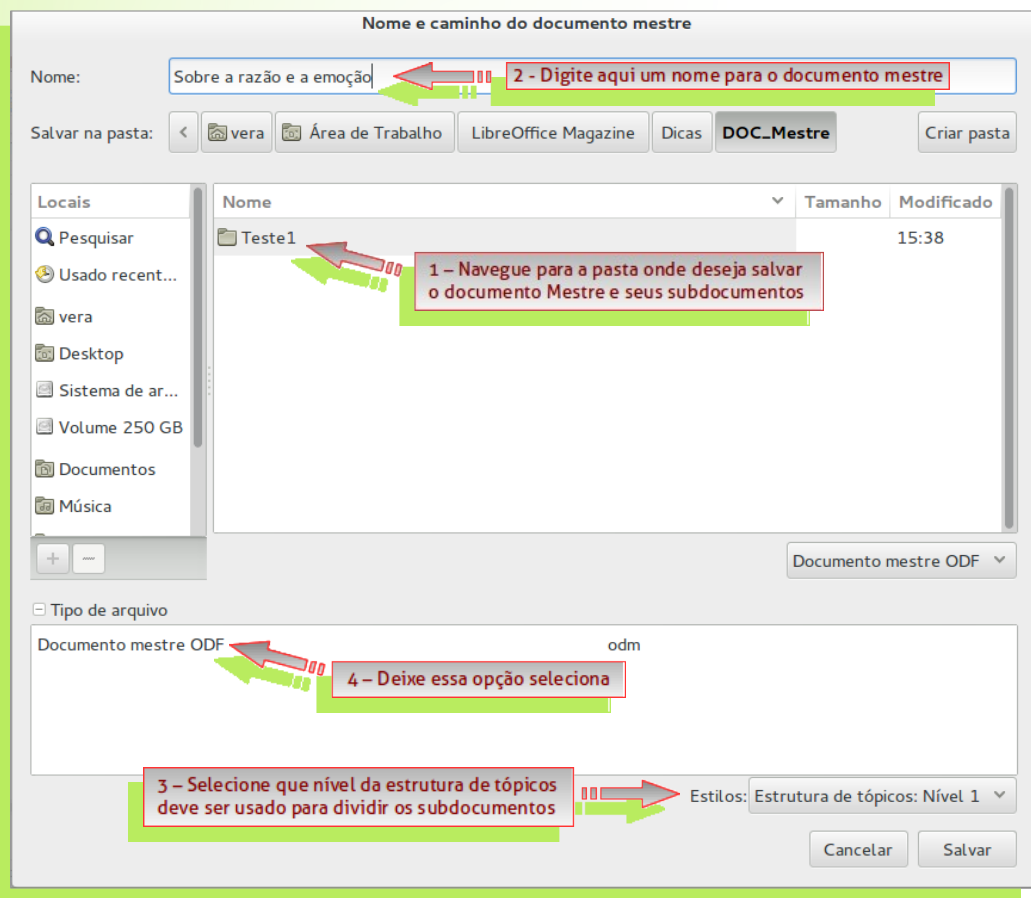 Nome e caminho do documento mestre
Nome:
Sobre a razão e a emoção
2 - Digite aqui um nome para o documento mestre
Salvar na pasta:
<
vera
Área de Trabalho
LibreOffice Magazine
Dicas
DOC_Mestre
Criar pasta
Locais
Pesquisar
Usado recent...
vera
Desktop
Sistema de ar...
Volume 250 GB
Documentos
Música
Nome
Tamanho
Modificado
Teste1
15:38
1 – Navegue para a pasta onde deseja salvar
o documento Mestre e seus subdocumentos
Documento mestre ODF
Tipo de arquivo
Documento mestre ODF
odm
4 – Deixe essa opção seleciona
3 – Selecione que nível da estrutura de tópicos
deve ser usado para dividir os subdocumentos
Estilos:
Estrutura de tópicos: Nível 1
Cancelar
Salvar